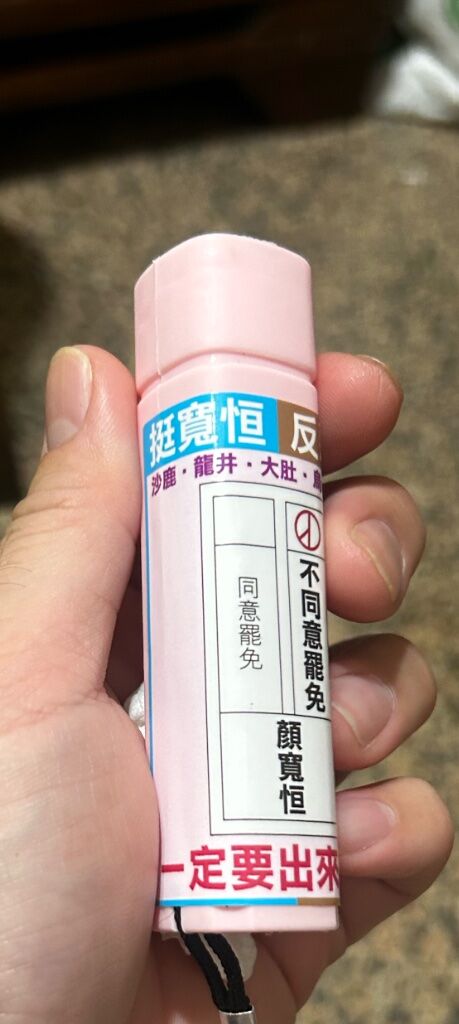 挺寬恒 反
沙鹿·龍井·大肚·
同意罷免
不同意罷免
顏寬恒
一定要出來